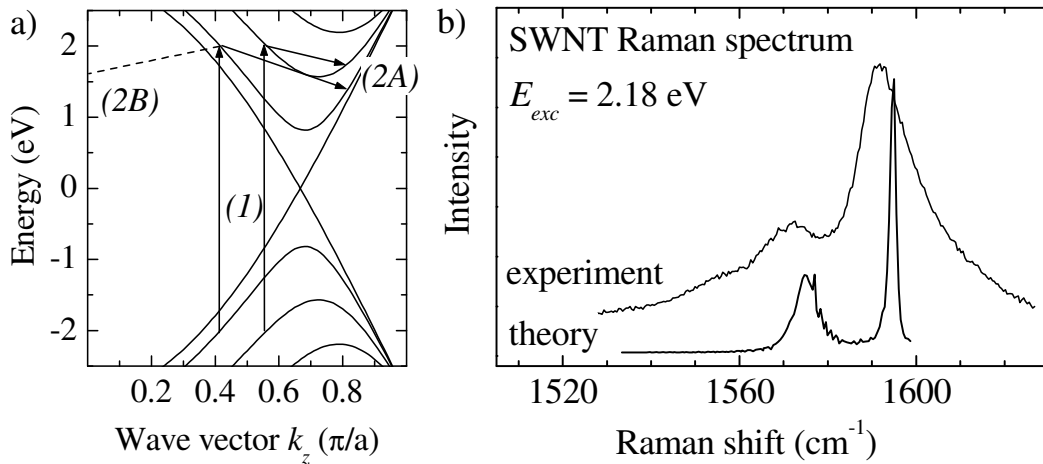 a)
Energy (eV)
2
1
0
-1
-2
(2B)
(2A)
(1)
0.2 0.4 0.6 0.8
Wave vector k_z (π/a)
b)
SWNT Raman spectrum
E_exc = 2.18 eV
Intensity
experiment
theory
1520 1560 1600
Raman shift (cm⁻¹)